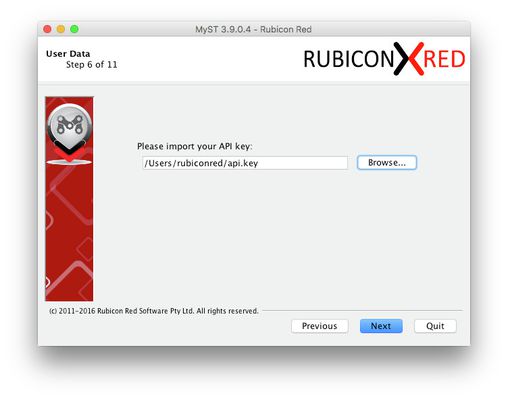 MyST 3.9.0.4 - Rubicon Red
User Data
Step 6 of 11
RUBICON RED
Please import your API key:
/Users/rubiconred/api.key
Browse...
(c) 2011-2016 Rubicon Red Software Pty Ltd. All rights reserved.
Previous
Next
Quit